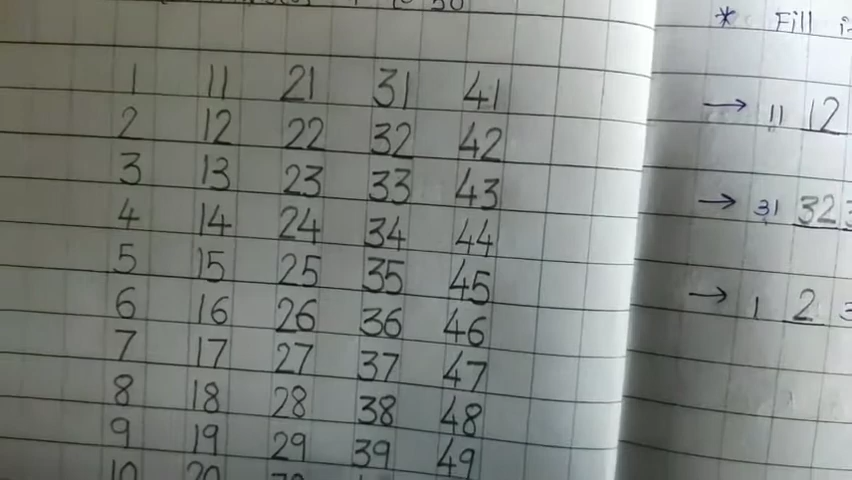 1 11 21 31 41
2 12 22 32 42
3 13 23 33 43
4 14 24 34 44
5 15 25 35 45
6 16 26 36 46
7 17 27 37 47
8 18 28 38 48
9 19 29 39 49
10 20
* Fill
→ 11 12
→ 31 32
→ 1 2